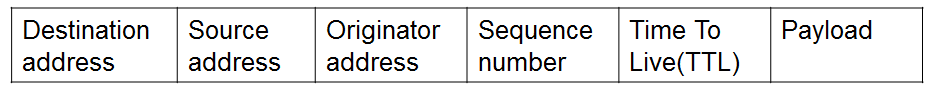 Destination address
Source address
Originator address
Sequence number
Time To Live(TTL)
Payload